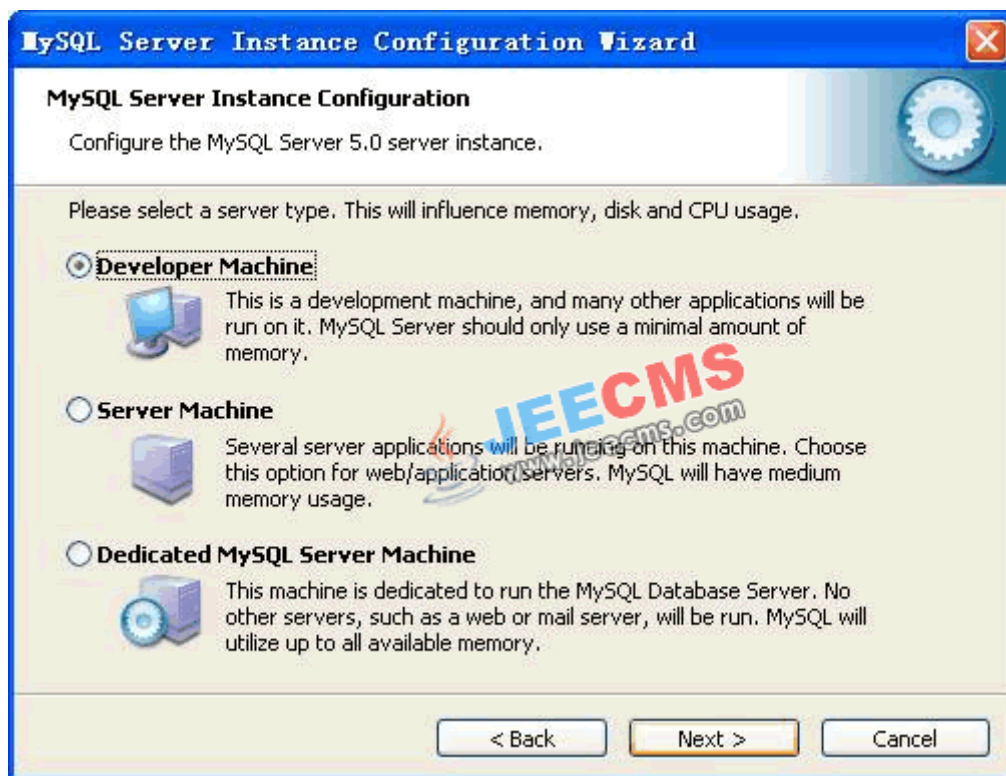 MySQL Server Instance Configuration Wizard
MySQL Server Instance Configuration
Configure the MySQL Server 5.0 server instance.
Please select a server type. This will influence memory, disk and CPU usage.
Developer Machine
This is a development machine, and many other applications will be
run on it. MySQL Server should only use a minimal amount of
memory.
Server Machine
Several server applications will be running on this machine. Choose
this option for web/application servers. MySQL will have medium
memory usage.
JEECMS
www.jeecms.com
Dedicated MySQL Server Machine
This machine is dedicated to run the MySQL Database Server. No
other servers, such as a web or mail server, will be run. MySQL will
utilize up to all available memory.
< Back
Next >
Cancel